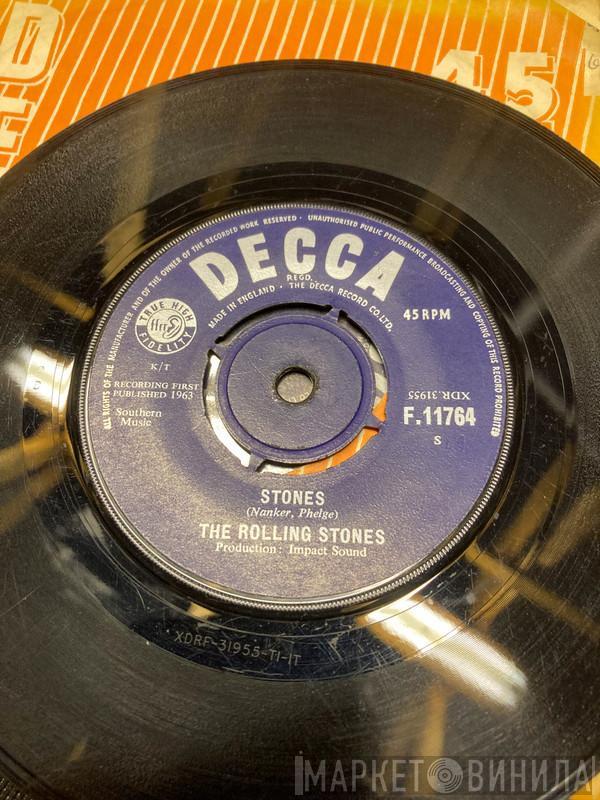 45
ALL RIGHTS OF THE MANUFACTURER AND OF THE OWNER OF THE RECORDED WORK RESERVED · UNAUTHORISED PUBLIC PERFORMANCE BROADCASTING AND COPYING OF THIS RECORD PROHIBITED
DECCA
REGD.
MADE IN ENGLAND · THE DECCA RECORD CO. LTD.
TRUE HIGH
ffrr
FIDELITY
45 RPM
K/T
RECORDING FIRST
PUBLISHED 1963
Southern
Music
XDR.31955
F.11764
S
STONES
(Nanker, Phelge)
THE ROLLING STONES
Production: Impact Sound
XDRF-31955-T1-1T
МАРКЕТ ВИНИЛА